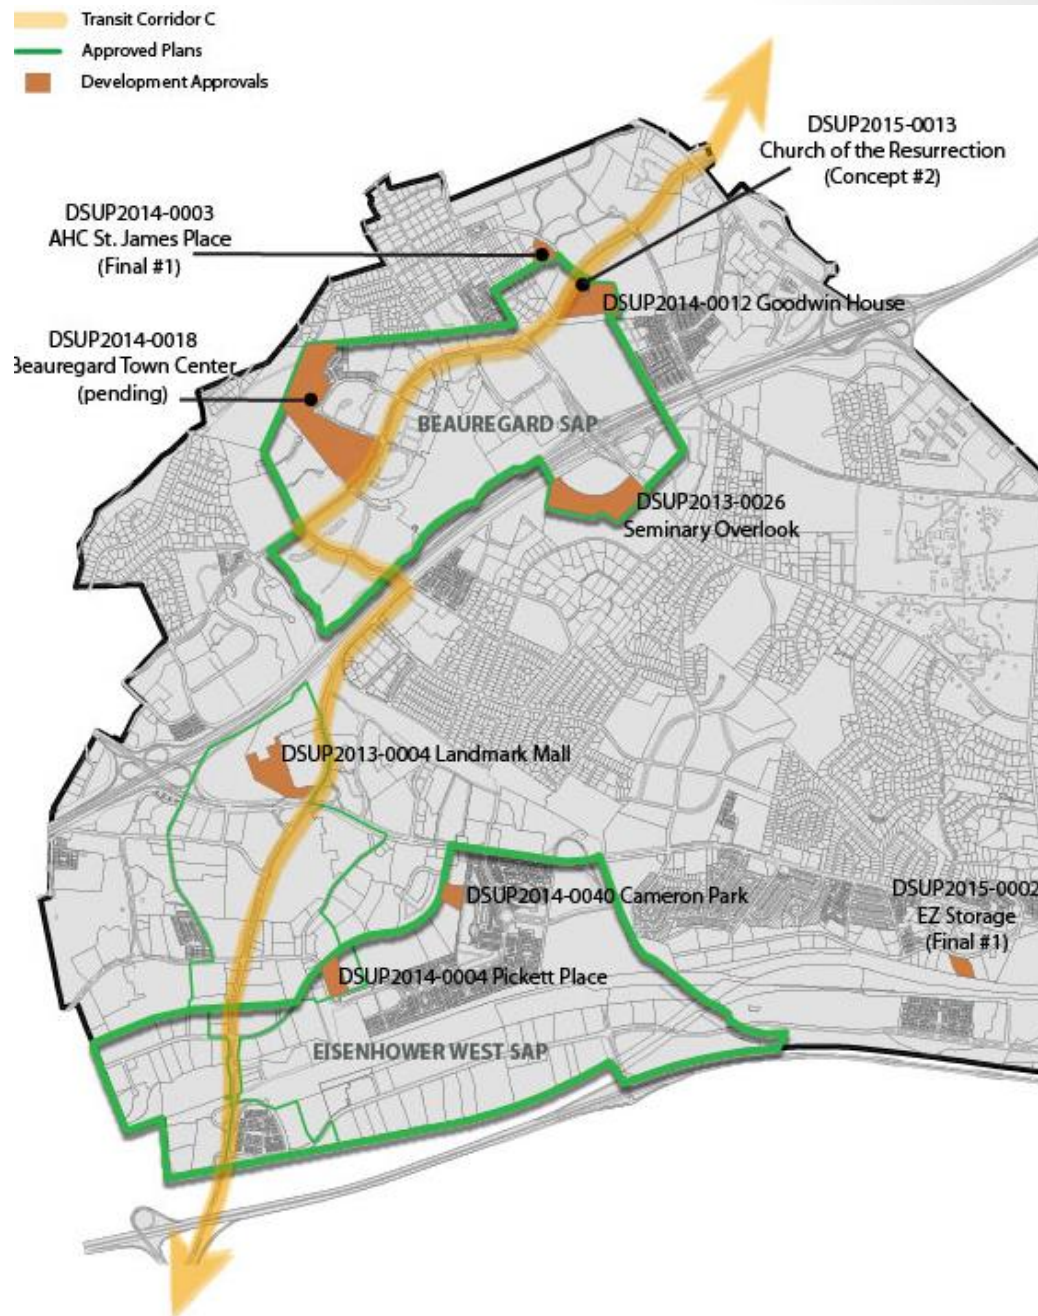 Transit Corridor C
Approved Plans
Development Approvals
DSUP2015-0013
Church of the Resurrection
(Concept #2)
DSUP2014-0003
AHC St. James Place
(Final #1)
DSUP2014-0012 Goodwin House
DSUP2014-0018
Beauregard Town Center
(pending)
BEAUREGARD SAP
DSUP2013-0026
Seminary Overlook
DSUP2013-0004 Landmark Mall
DSUP2014-0040 Cameron Park
DSUP2015-0002
EZ Storage
(Final #1)
DSUP2014-0004 Pickett Place
EISENHOWER WEST SAP